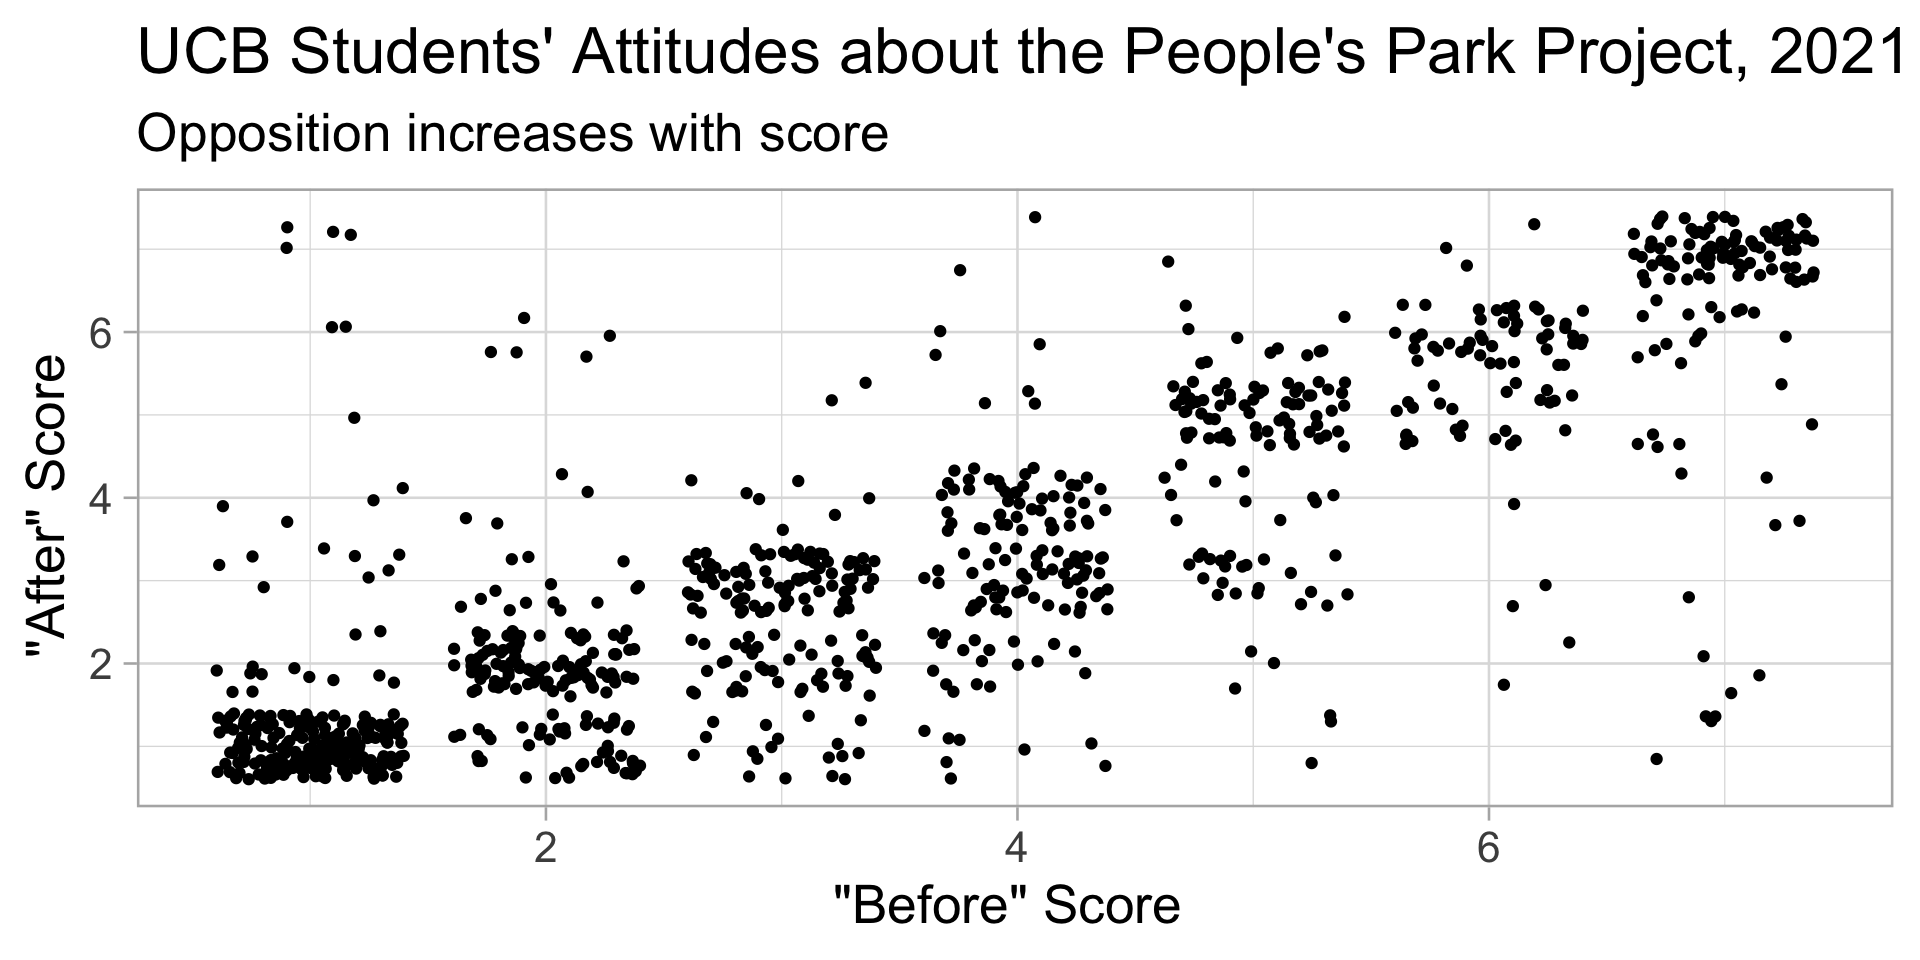 UCB Students' Attitudes about the People's Park Project, 2021
Opposition increases with score
"After" Score
6
4
2
2
4
6
"Before" Score